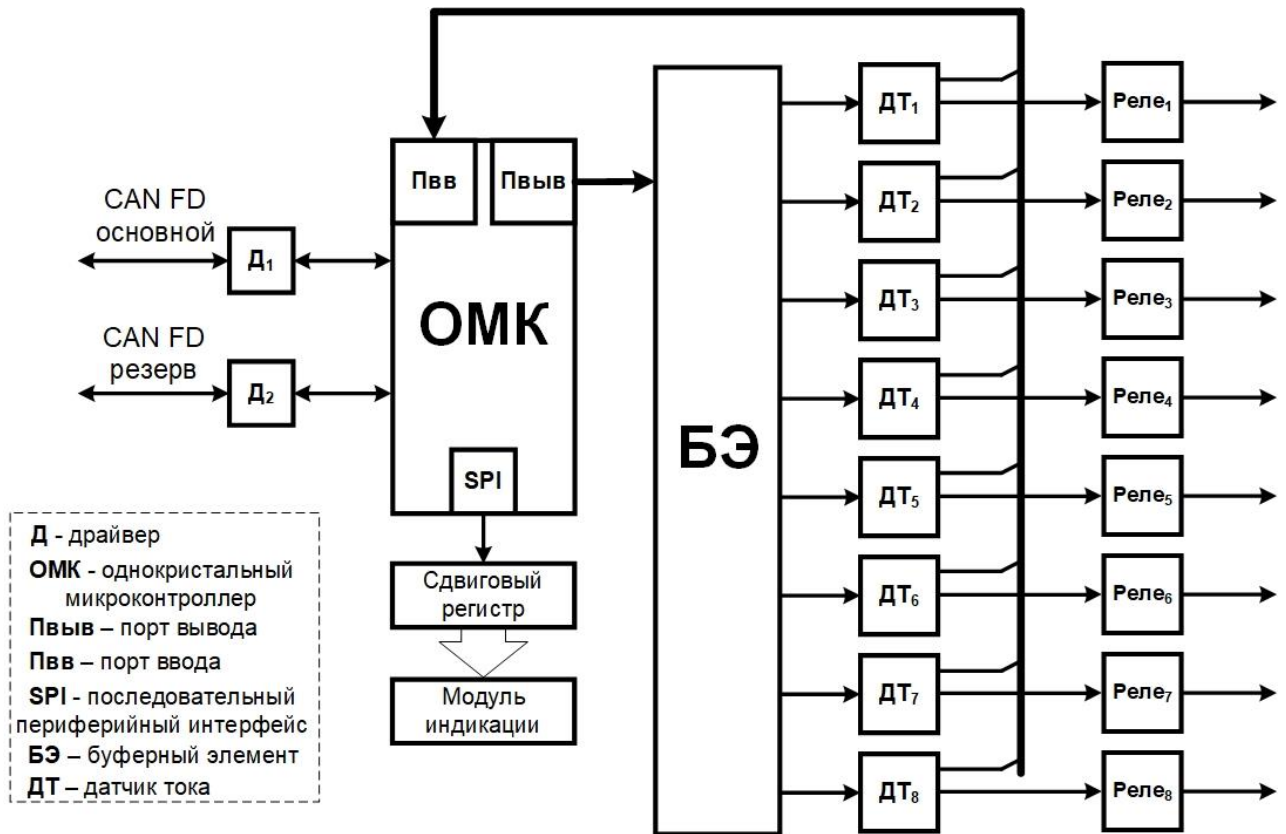 CAN FD
основной
Д1
CAN FD
резерв
Д2
Пвв
Пвыв
ОМК
SPI
Сдвиговый
регистр
Модуль
индикации
БЭ
ДТ1
Реле1
ДТ2
Реле2
ДТ3
Реле3
ДТ4
Реле4
ДТ5
Реле5
ДТ6
Реле6
ДТ7
Реле7
ДТ8
Реле8
Д - драйвер
ОМК - однокристальный
микроконтроллер
Пвыв – порт вывода
Пвв – порт ввода
SPI - последовательный
периферийный интерфейс
БЭ – буферный элемент
ДТ – датчик тока